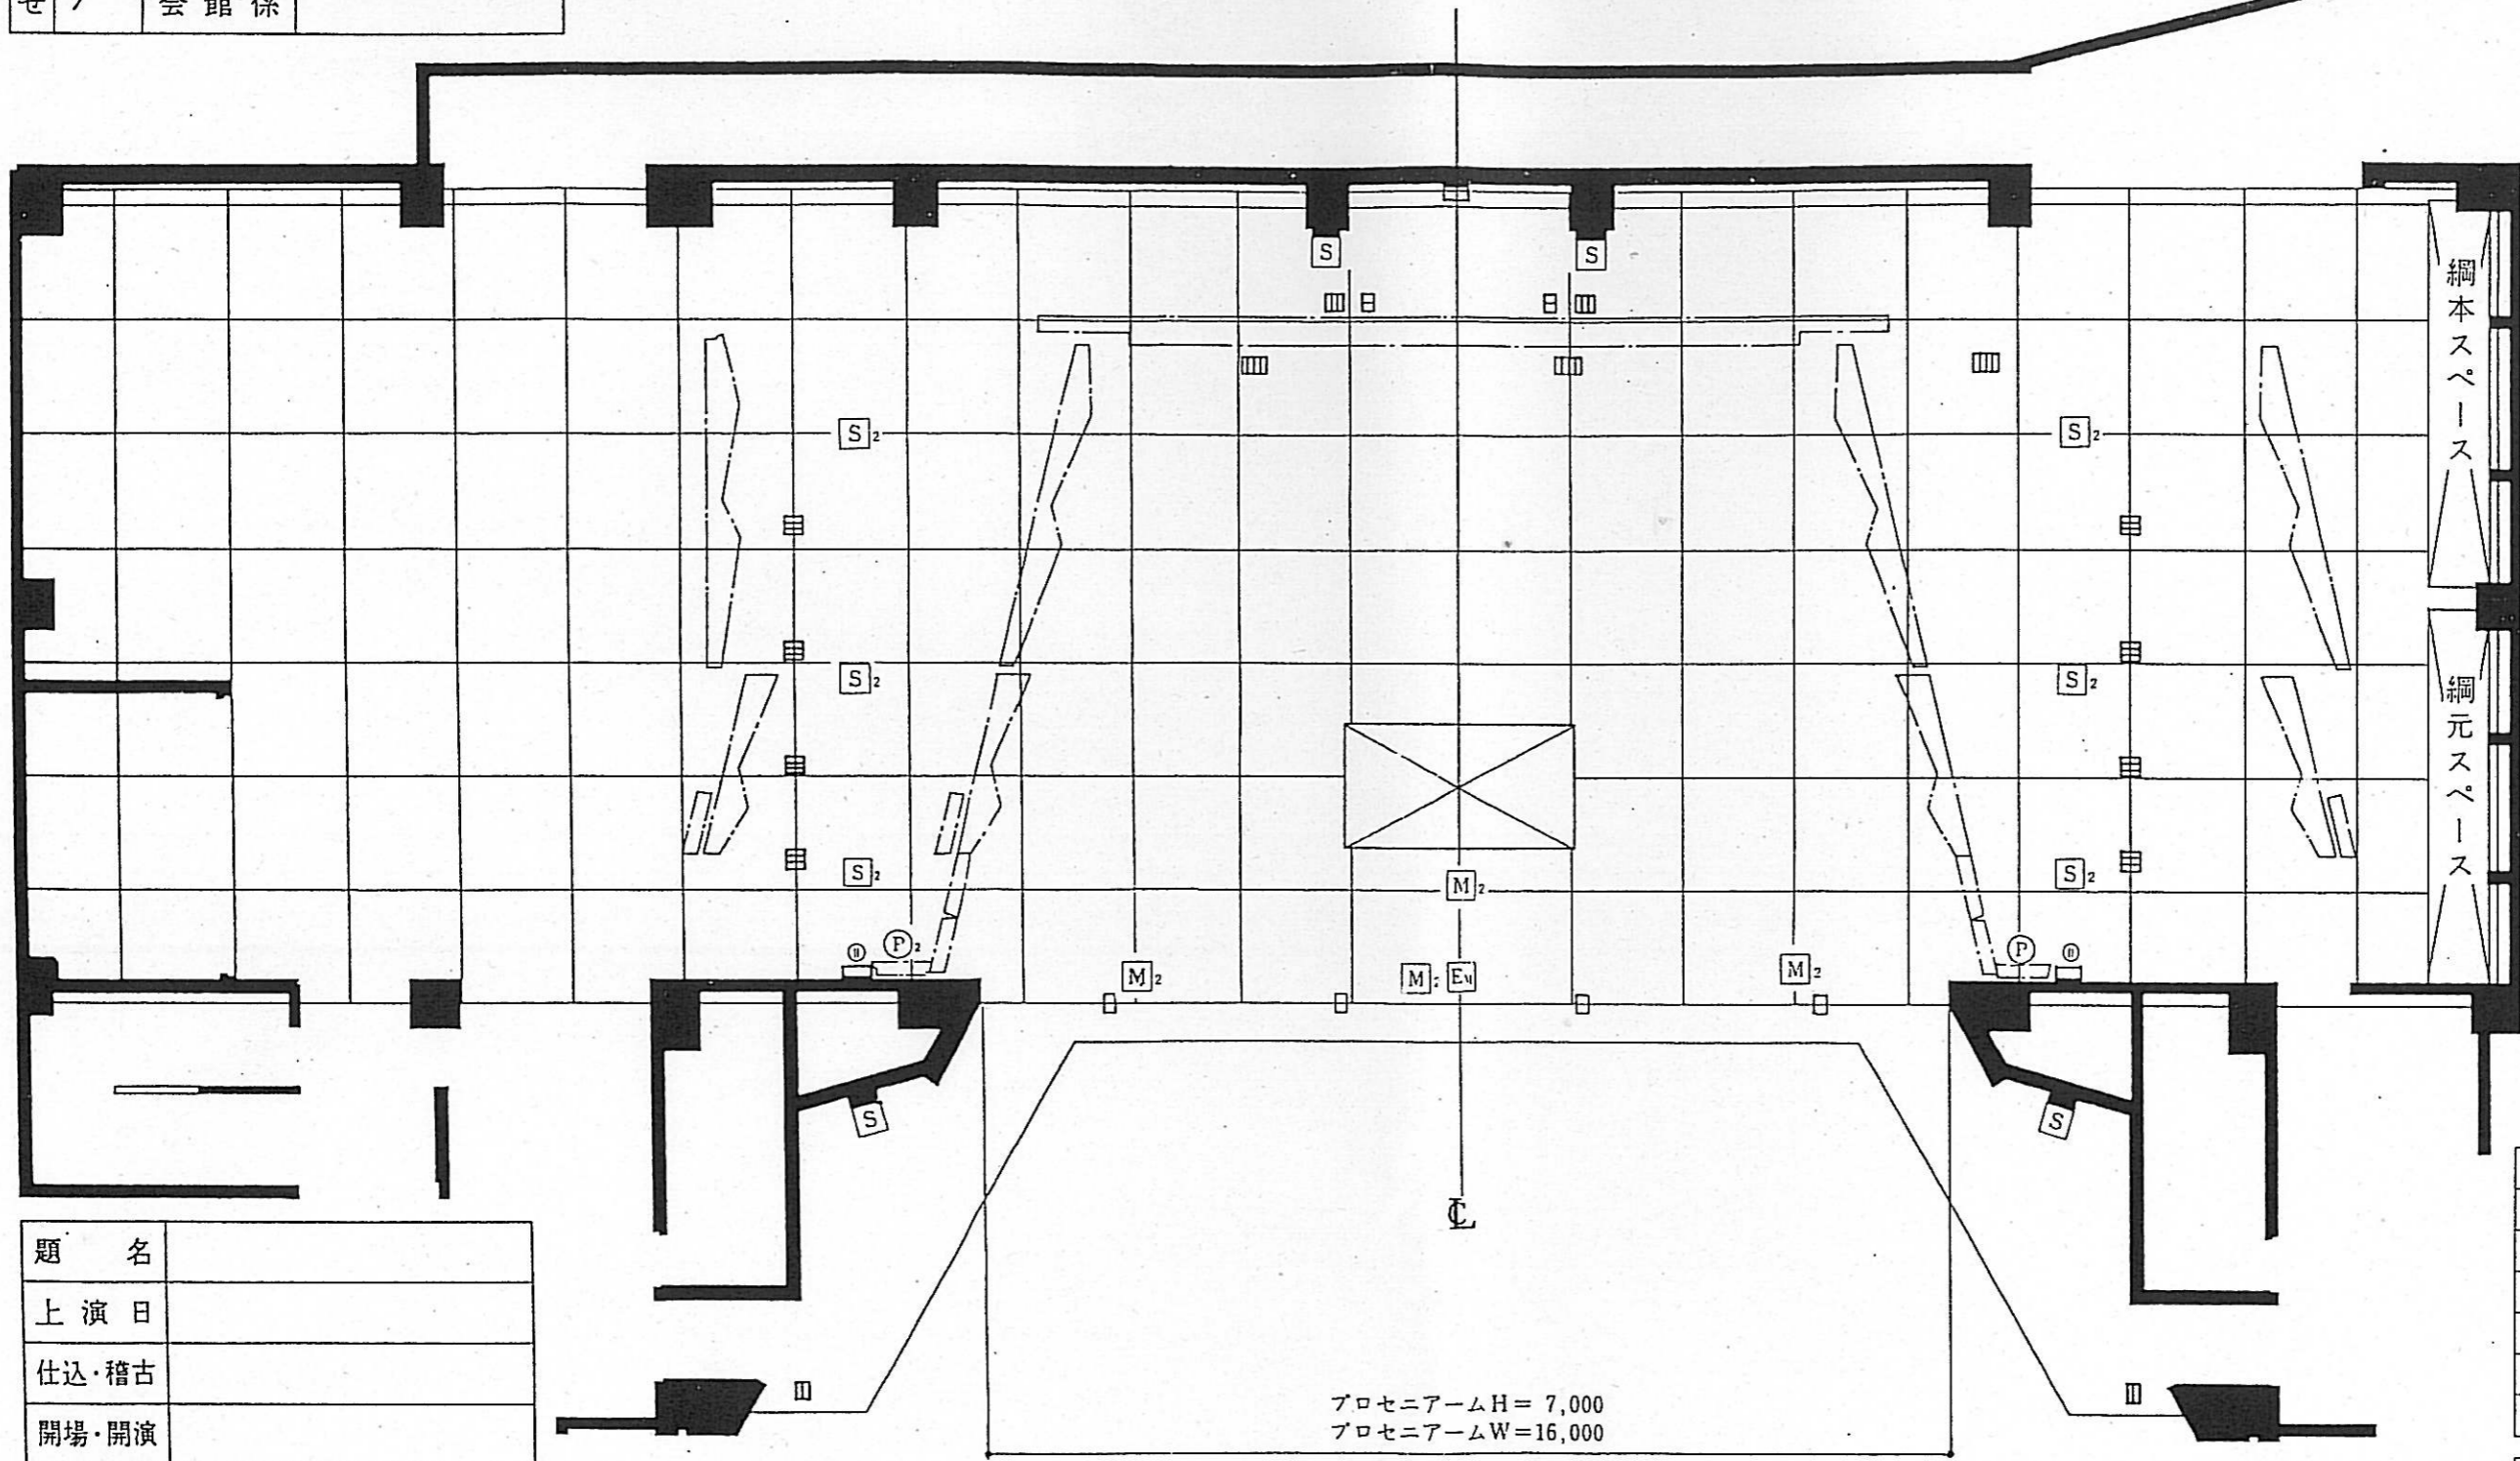 会館係
S
S
綱本スペース
S₂
S₂
S₂
S₂
綱元スペース
S₂
S₂
M₂
P₂
P
M₂
M
M₂
S
S
℄
題名
上演日
仕込・稽古
開場・開演
プロセニアームH＝7,000
プロセニアームW＝16,000